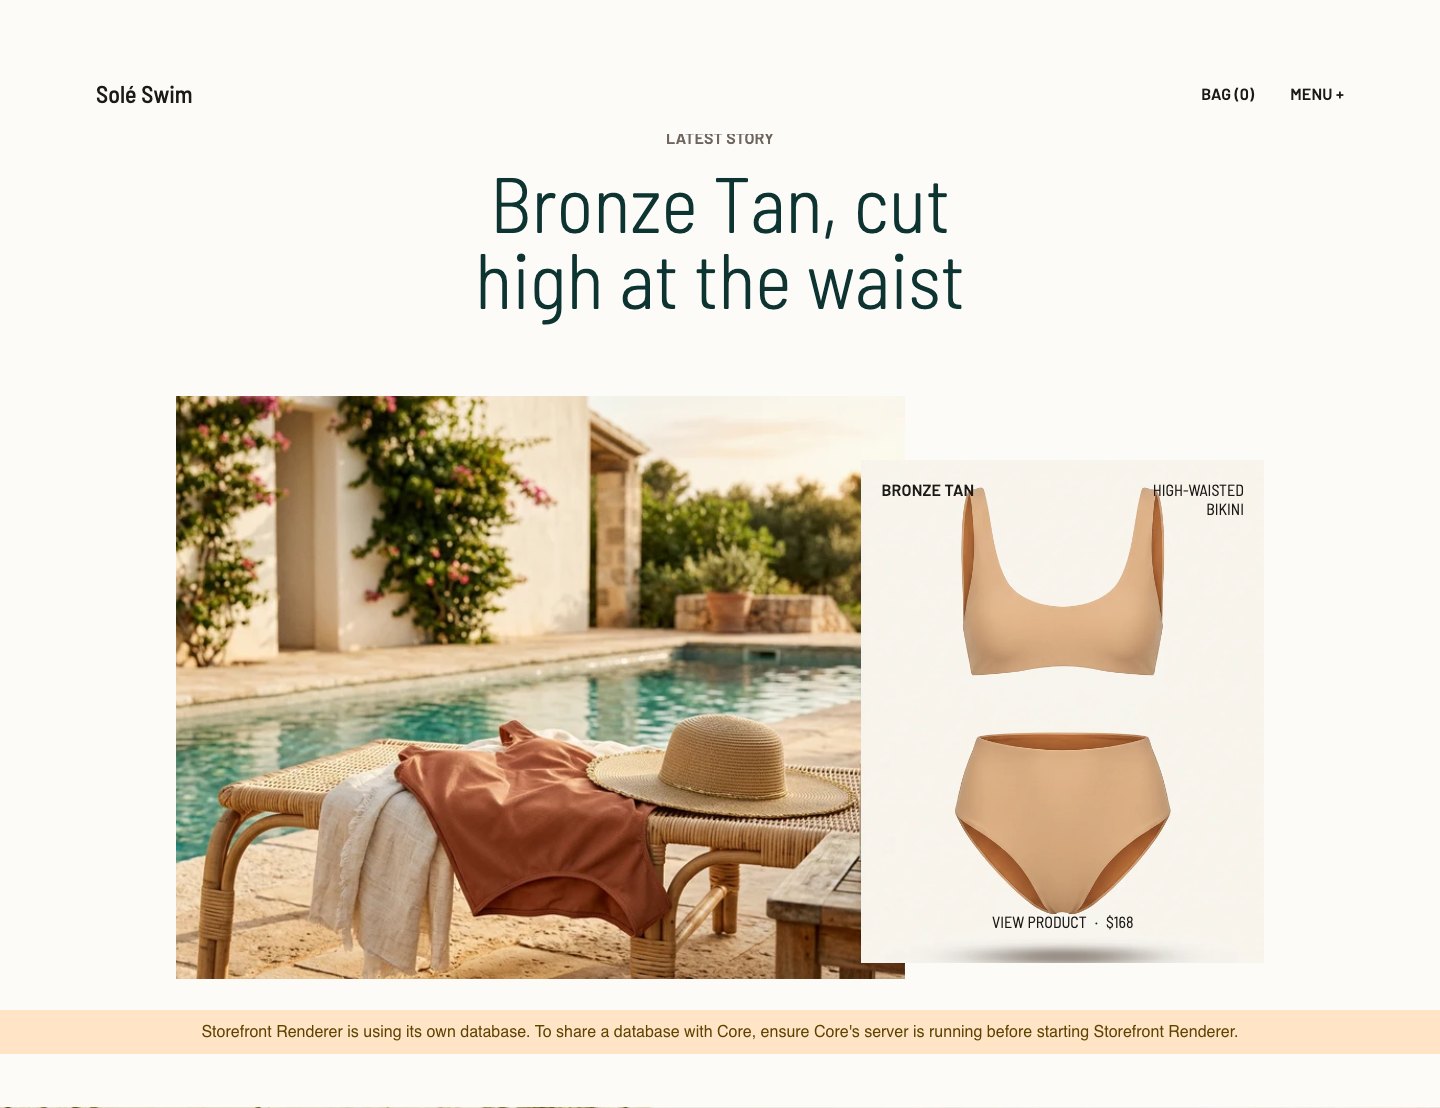 Solé Swim
BAG (0)
MENU +
LATEST STORY
Bronze Tan, cut
high at the waist
BRONZE TAN
HIGH-WAISTED
BIKINI
VIEW PRODUCT · $168
Storefront Renderer is using its own database. To share a database with Core, ensure Core's server is running before starting Storefront Renderer.